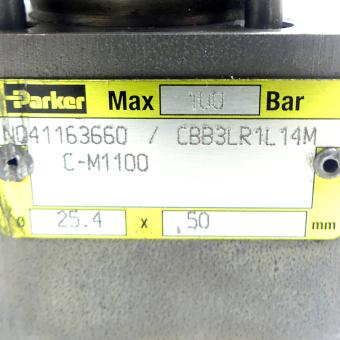 Parker Max 100 Bar
N041163660 / CBB3LR1L14M
C-M1100
ø 25.4 x 50 mm